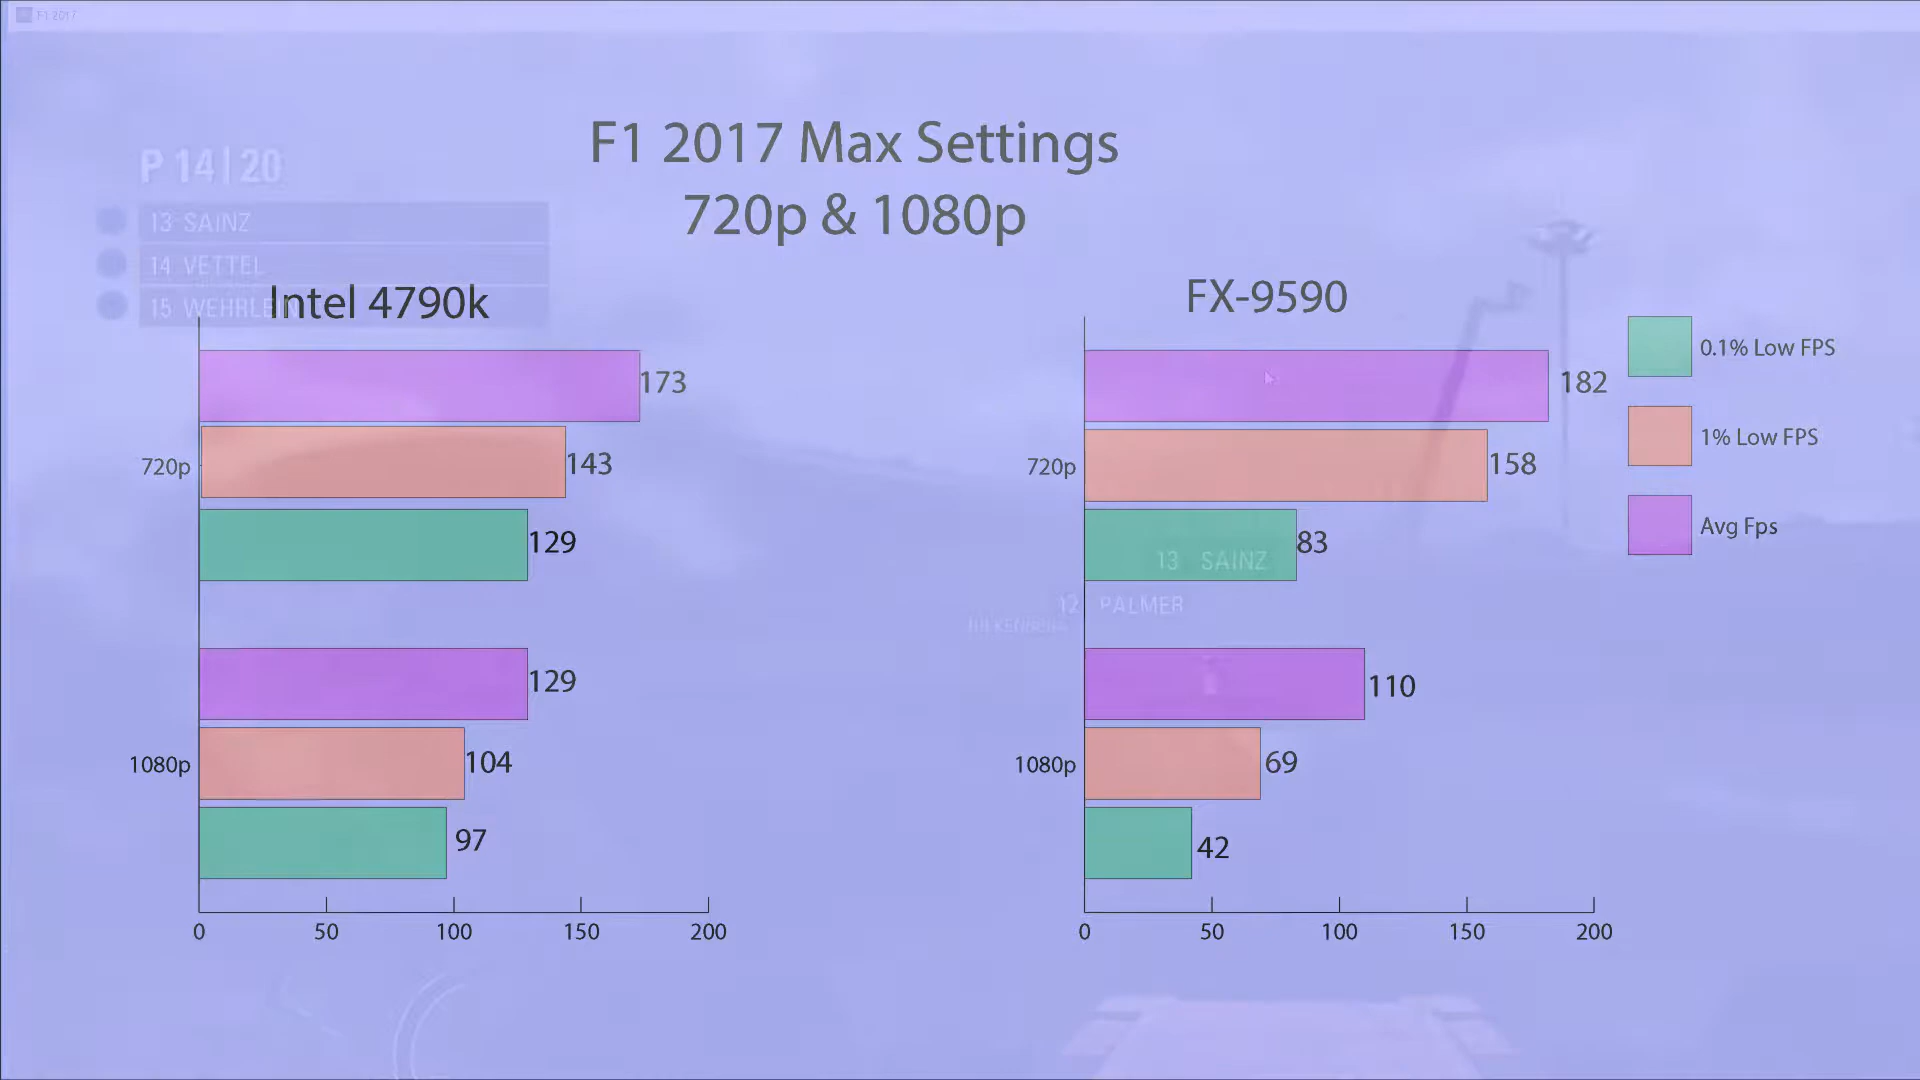 F1 2017
F1 2017 Max Settings
720p & 1080p
P 14|20
13 SAINZ
14 VETTEL
15 WEHRLE
Intel 4790k
173
720p
143
129
129
1080p
104
97
0 50 100 150 200
FX-9590
182
720p
158
83
13 SAINZ
12 PALMER
110
1080p
69
42
0 50 100 150 200
0.1% Low FPS
1% Low FPS
Avg Fps